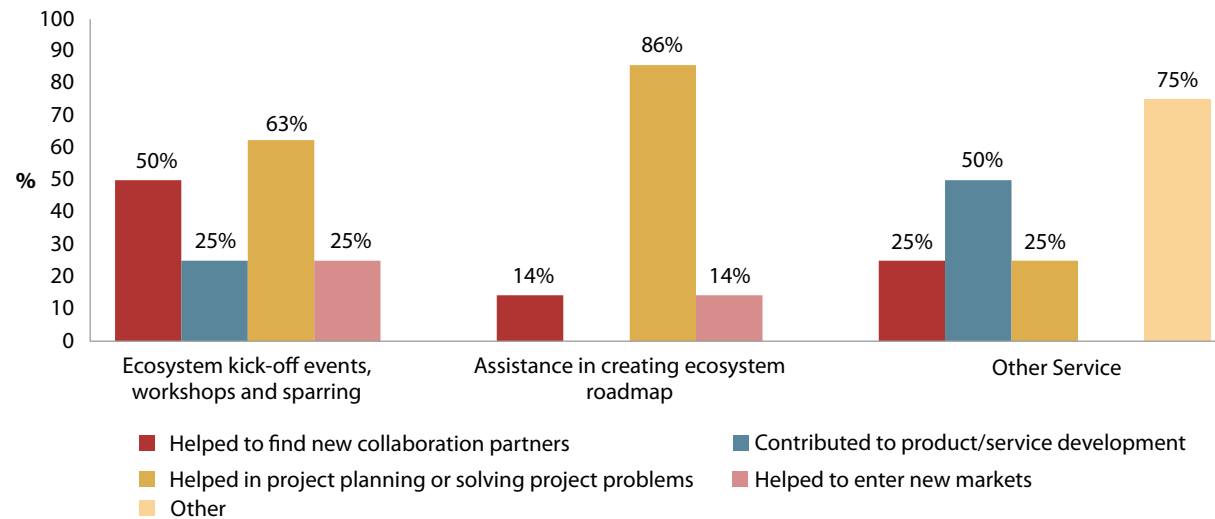 100
90
80
70
60
50
40
30
20
10
0
%
50%
25%
63%
25%
14%
86%
14%
25%
50%
25%
75%
Ecosystem kick-off events,
workshops and sparring
Assistance in creating ecosystem
roadmap
Other Service
Helped to find new collaboration partners
Contributed to product/service development
Helped in project planning or solving project problems
Helped to enter new markets
Other